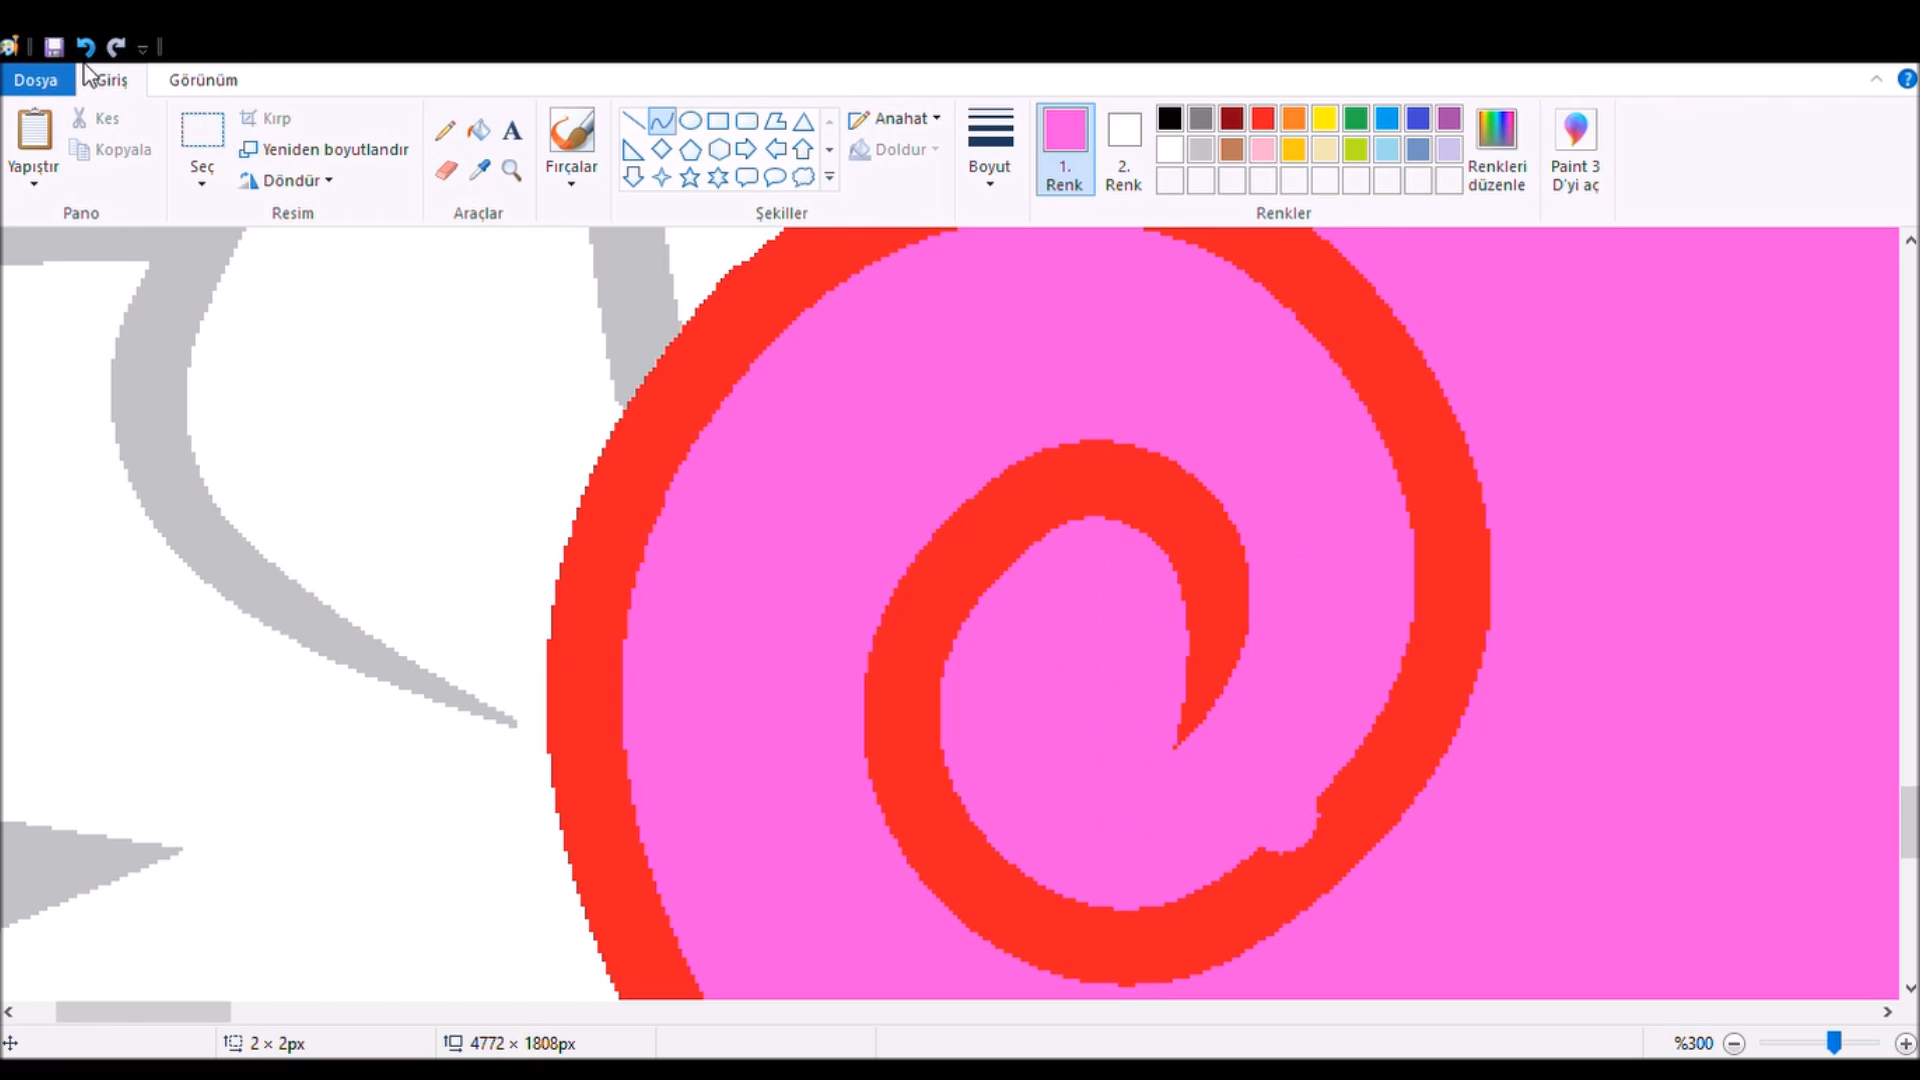 Dosya Giriş Görünüm
Yapıştır
Kes
Kopyala
Pano
Seç
Kırp
Yeniden boyutlandır
Döndür
Resim
A
Araçlar
Fırçalar
Anahat
Doldur
Şekiller
Boyut
1.
Renk
2.
Renk
Renkler
Renkleri
düzenle
Paint 3
D'yi aç
?
2 × 2px
4772 × 1808px
%300